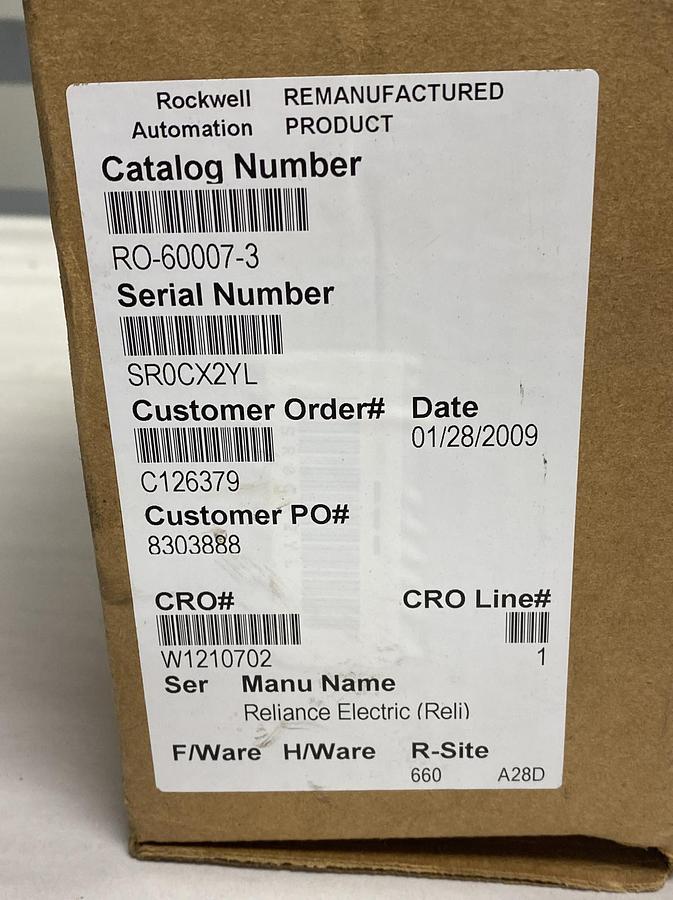 Rockwell REMANUFACTURED
Automation PRODUCT
Catalog Number
RO-60007-3
Serial Number
SR0CX2YL
Customer Order# Date
01/28/2009
C126379
Customer PO#
8303888
CRO# CRO Line#
W1210702 1
Ser Manu Name
Reliance Electric (Reli)
F/Ware H/Ware R-Site
660 A28D